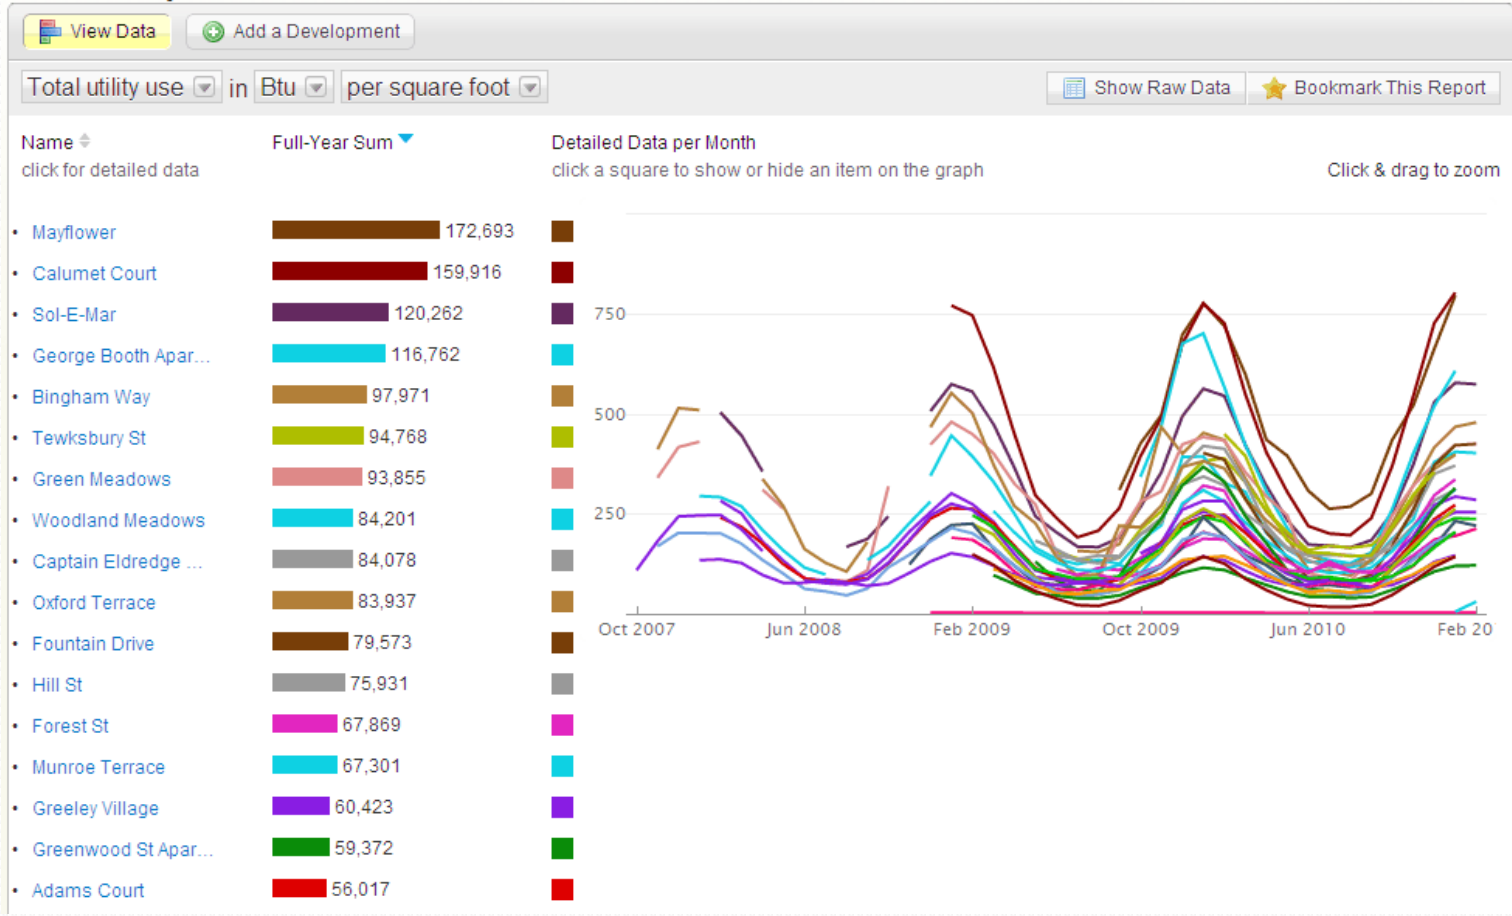 View Data
Add a Development
Total utility use in Btu per square foot
Show Raw Data
Bookmark This Report
Name
Full-Year Sum
Detailed Data per Month
click for detailed data
click a square to show or hide an item on the graph
Click & drag to zoom
Mayflower 172,693
Calumet Court 159,916
Sol-E-Mar 120,262
George Booth Apar... 116,762
Bingham Way 97,971
Tewksbury St 94,768
Green Meadows 93,855
Woodland Meadows 84,201
Captain Eldredge ... 84,078
Oxford Terrace 83,937
Fountain Drive 79,573
Hill St 75,931
Forest St 67,869
Munroe Terrace 67,301
Greeley Village 60,423
Greenwood St Apar... 59,372
Adams Court 56,017
750
500
250
Oct 2007 Jun 2008 Feb 2009 Oct 2009 Jun 2010 Feb 20